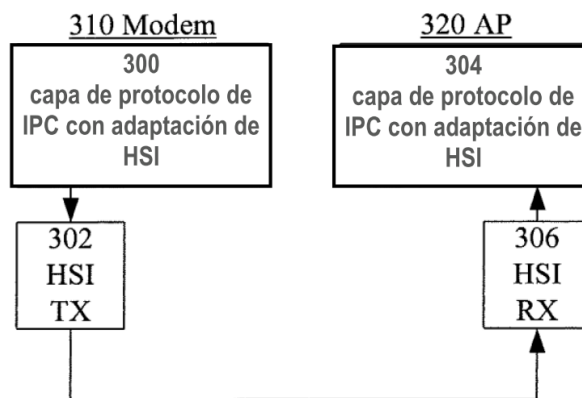 310 Modem
320 AP
300
capa de protocolo de
IPC con adaptación de
HSI
304
capa de protocolo de
IPC con adaptación de
HSI
302
HSI
TX
306
HSI
RX